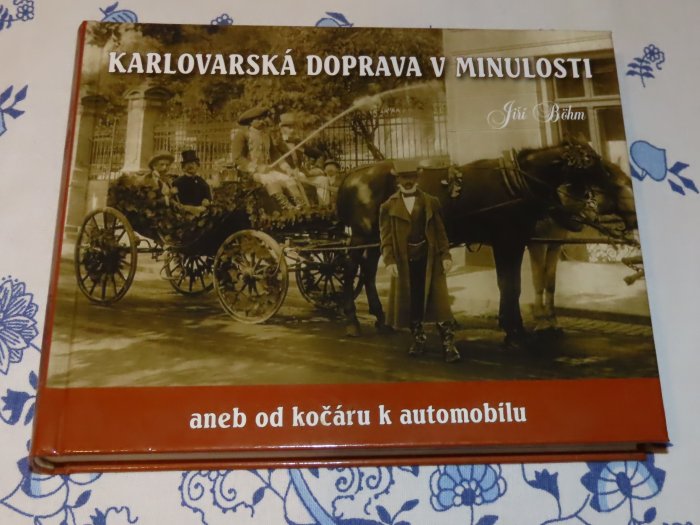 KARLOVARSKÁ DOPRAVA V MINULOSTI
Jiří Böhm
aneb od kočáru k automobilu